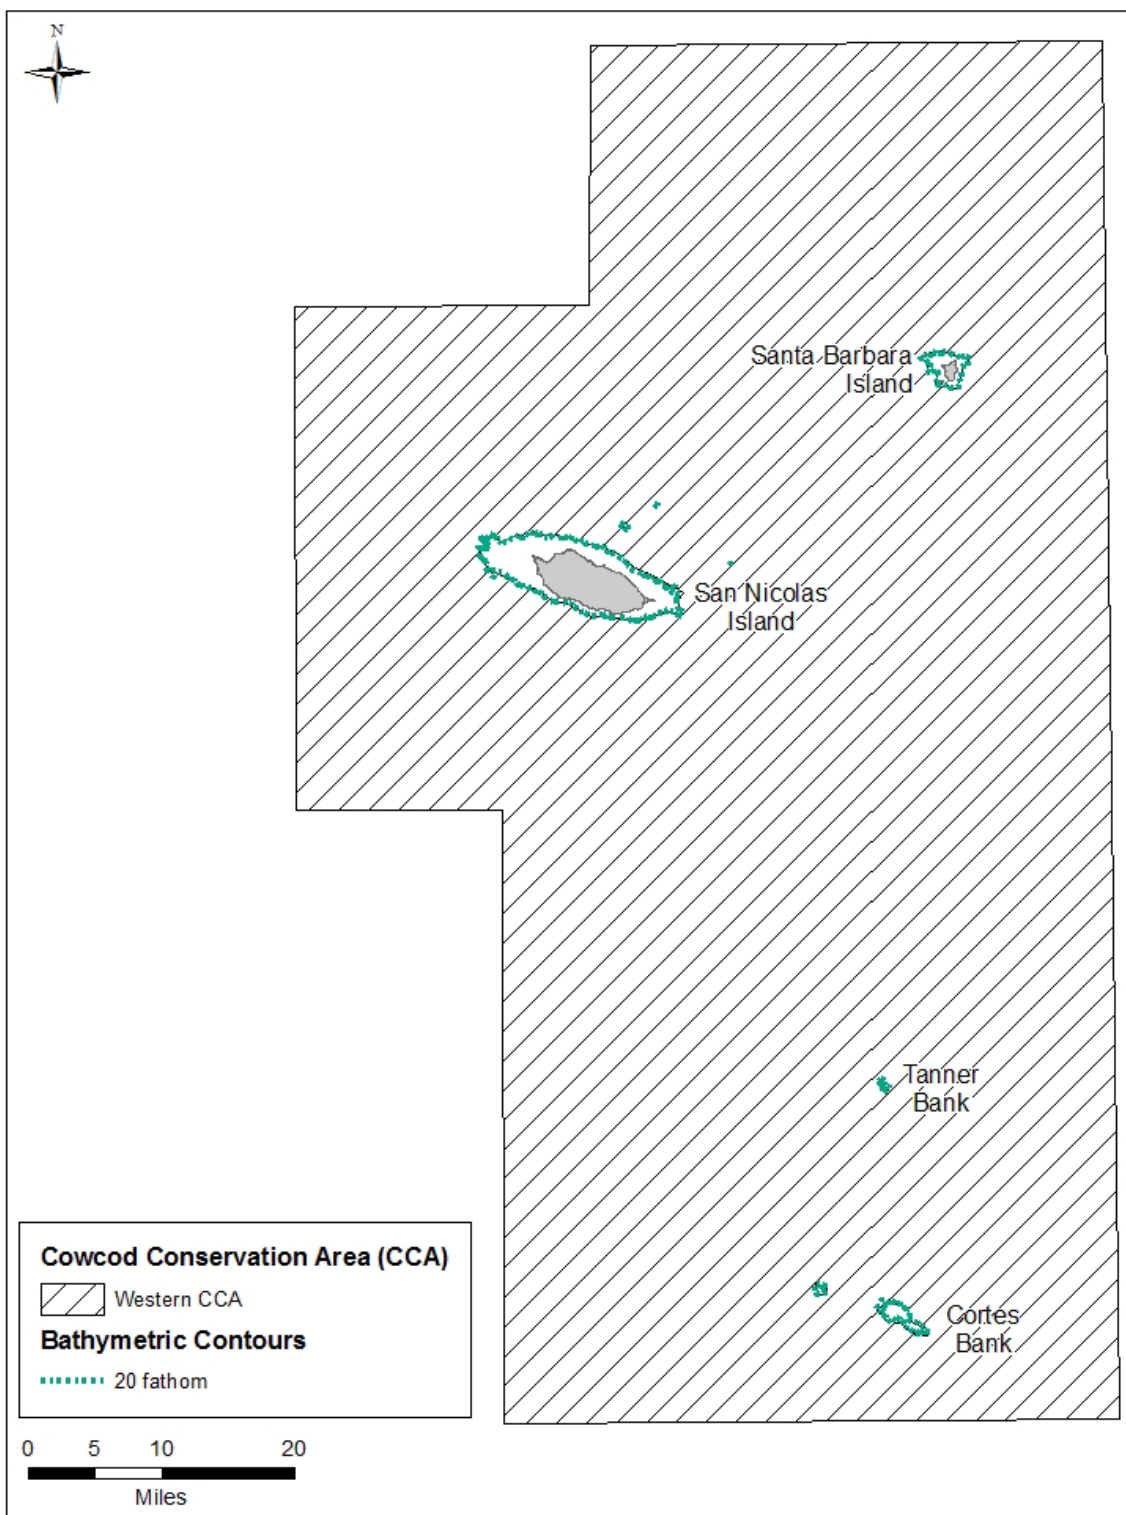 N
Santa Barbara
Island
San Nicolas
Island
Tanner
Bank
Cortes
Bank
Cowcod Conservation Area (CCA)
Western CCA
Bathymetric Contours
20 fathom
0 5 10 20
Miles